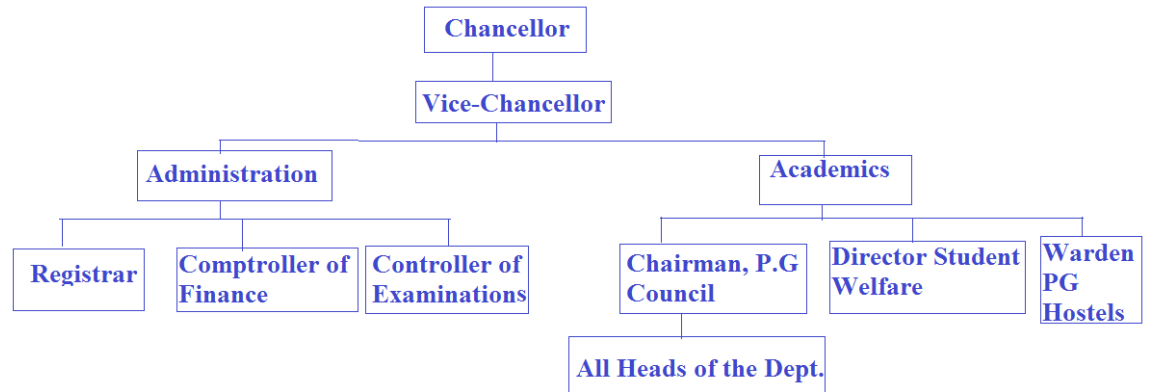 Chancellor
Vice-Chancellor
Administration
Academics
Registrar
Comptroller of
Finance
Controller of
Examinations
Chairman, P.G
Council
Director Student
Welfare
Warden
PG
Hostels
All Heads of the Dept.